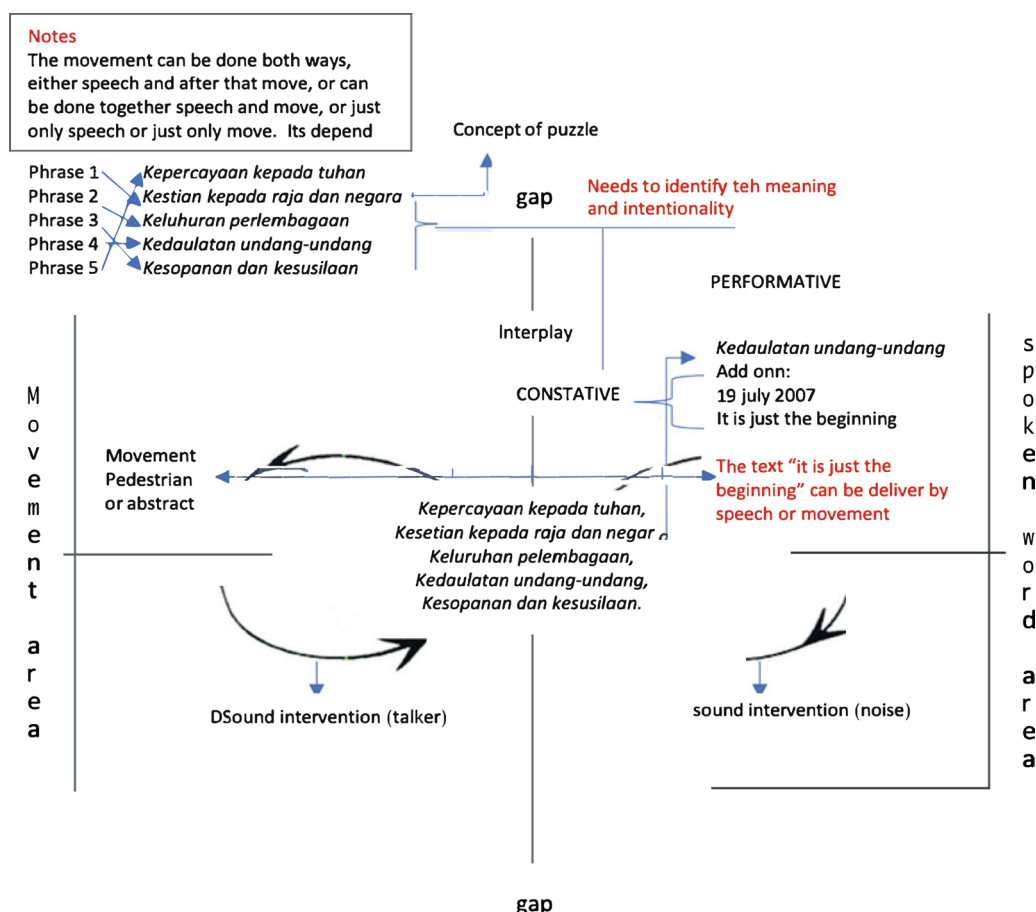 Notes
The movement can be done both ways,
either speech and after that move, or can
be done together speech and move, or just
only speech or just only move.  Its depend
Concept of puzzle
Phrase 1 Kepercayaan kepada tuhan
Phrase 2 Kestian kepada raja dan negara
Phrase 3 Keluhuran perlembagaan
Phrase 4 Kedaulatan undang-undang
Phrase 5 Kesopanan dan kesusilaan
gap
Needs to identify teh meaning
and intentionality
PERFORMATIVE
Interplay
CONSTATIVE
Kedaulatan undang-undang
Add onn:
19 july 2007
It is just the beginning
Movement area
Movement
Pedestrian
or abstract
The text “it is just the
beginning” can be deliver by
speech or movement
spoken word area
Kepercayaan kepada tuhan,
Kesetian kepada raja dan negar
Keluruhan pelembagaan,
Kedaulatan undang-undang,
Kesopanan dan kesusilaan.
DSound intervention (talker)
sound intervention (noise)
gap